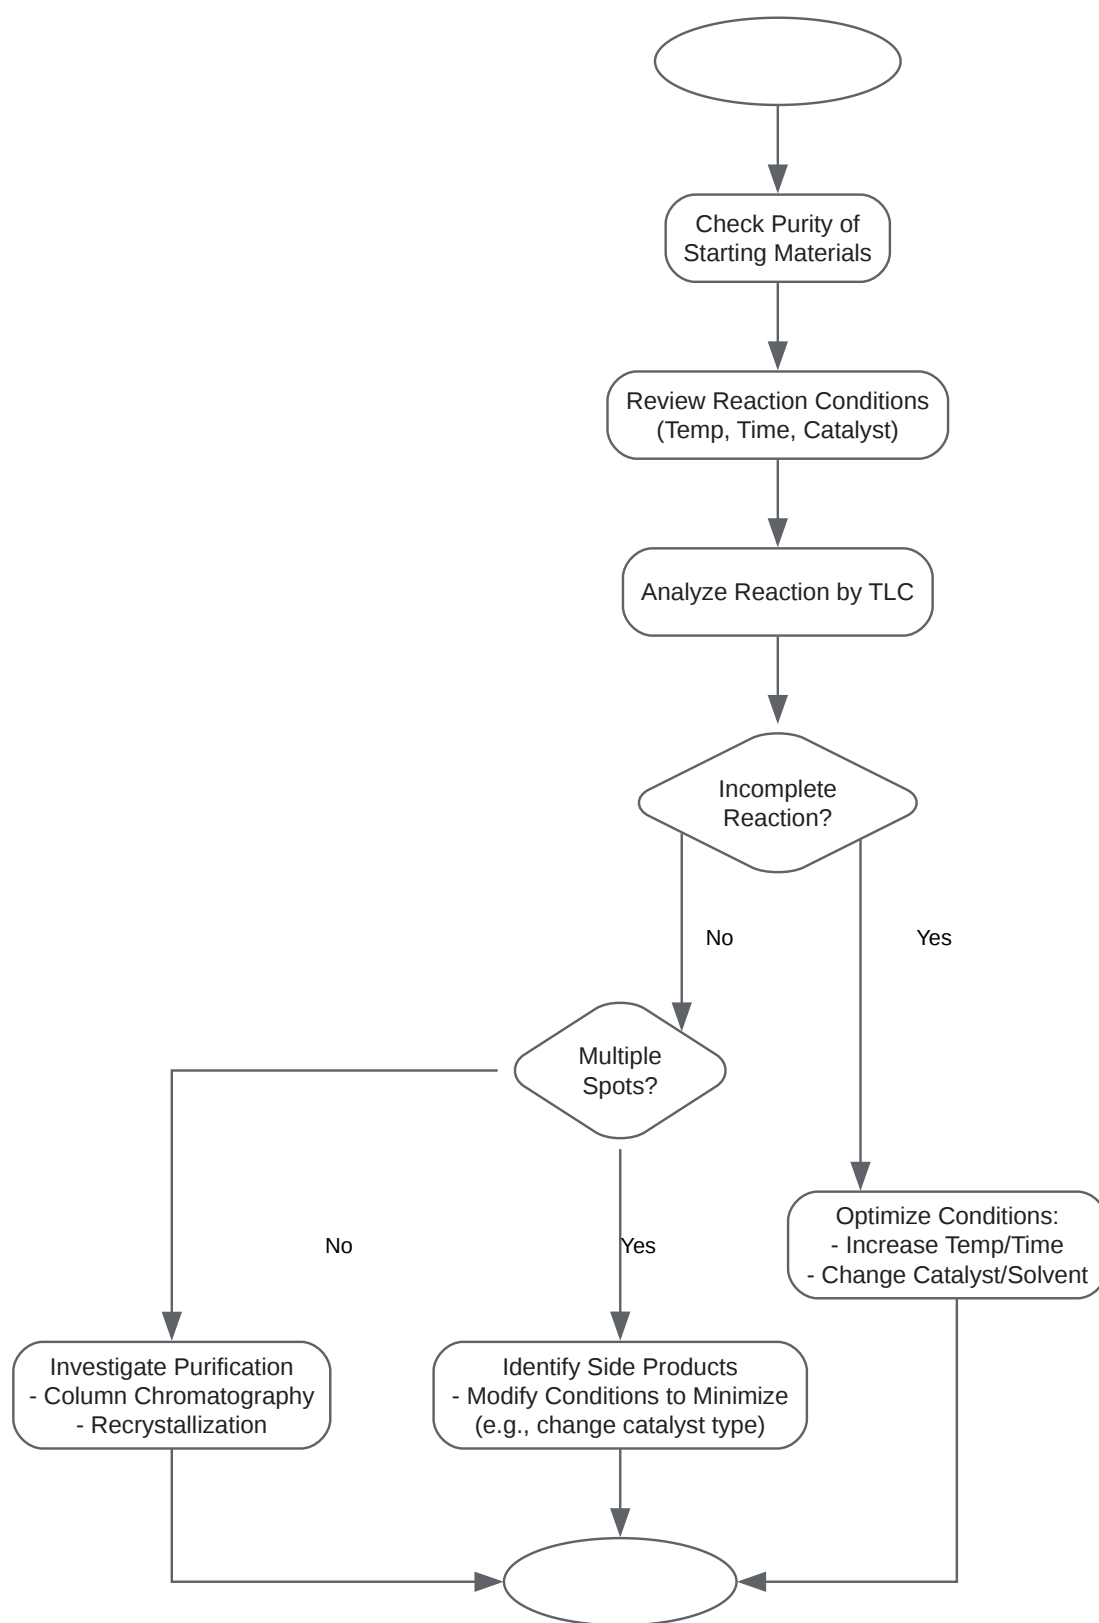 Check Purity of
Starting Materials
Review Reaction Conditions
(Temp, Time, Catalyst)
Analyze Reaction by TLC
Incomplete
Reaction?
No
Yes
Multiple
Spots?
Optimize Conditions:
- Increase Temp/Time
- Change Catalyst/Solvent
No
Yes
Investigate Purification
- Column Chromatography
- Recrystallization
Identify Side Products
- Modify Conditions to Minimize
(e.g., change catalyst type)